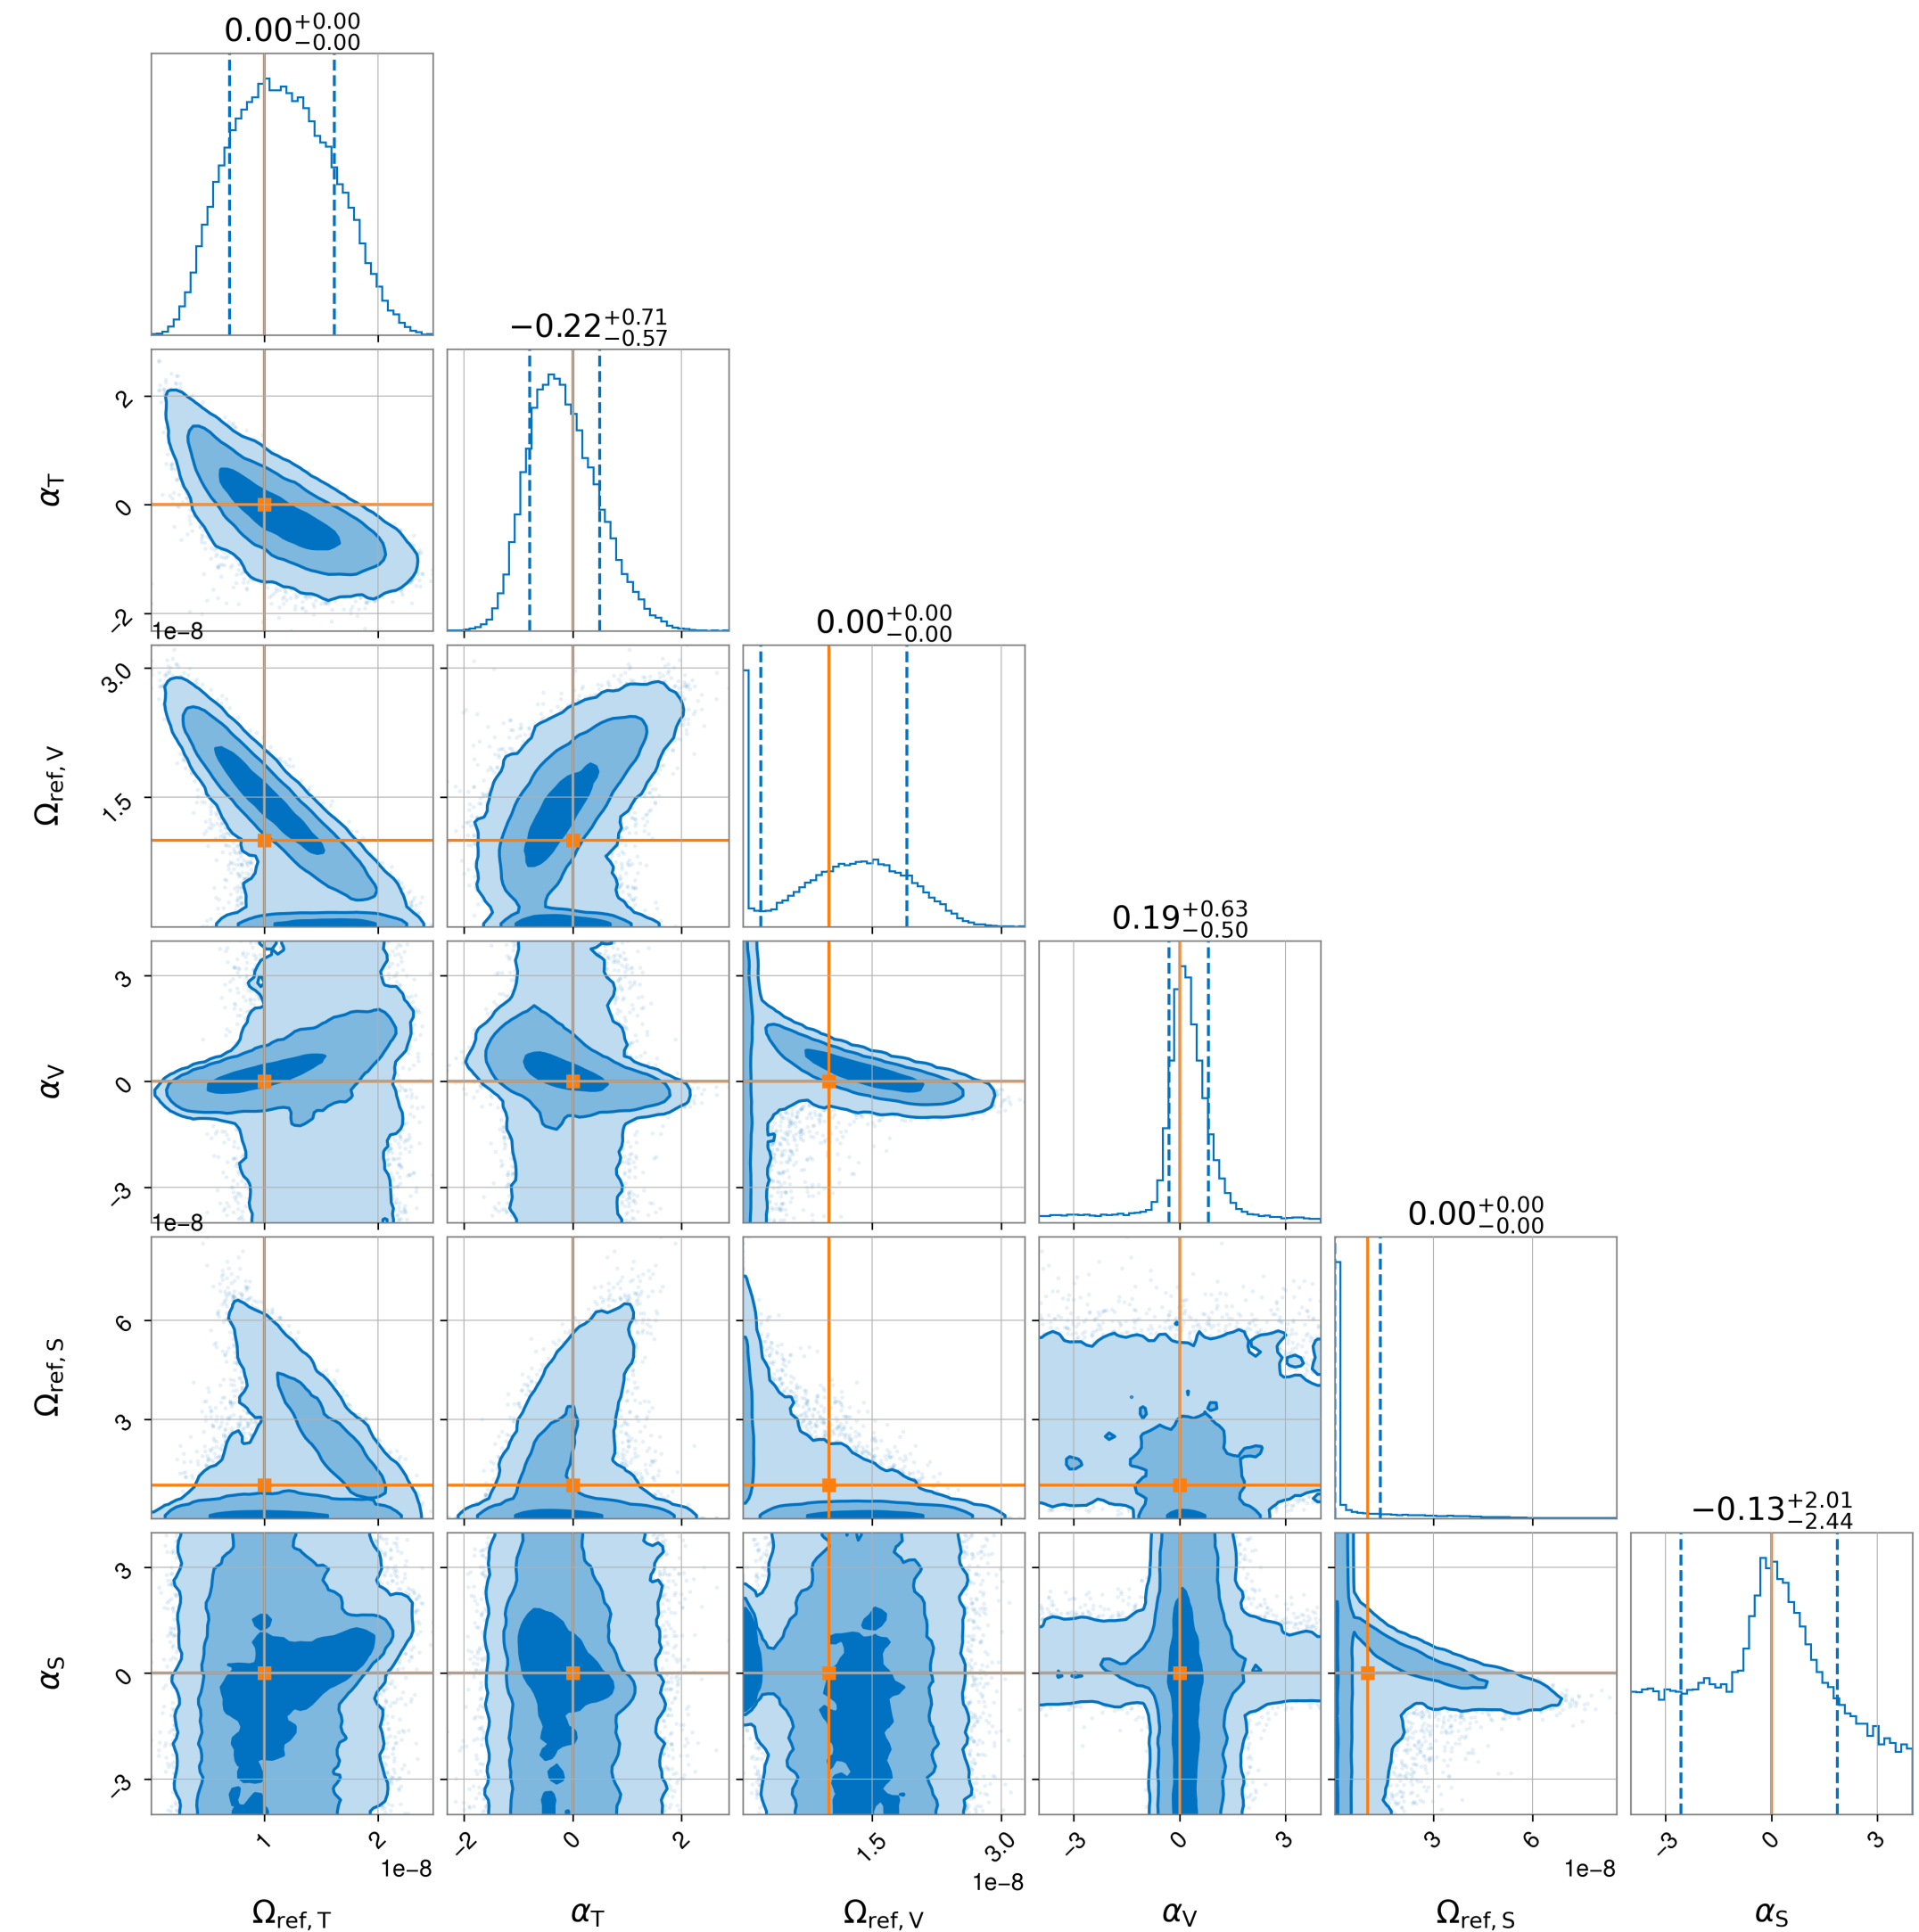 0.00+0.00−0.00
−0.22+0.71−0.57
αT
2
0
−2
1e−8
0.00+0.00−0.00
Ωref, V
3.0
1.5
0.19+0.63−0.50
αV
3
0
−3
1e−8
0.00+0.00−0.00
Ωref, S
6
3
−0.13+2.01−2.44
αS
3
0
−3
1 2 −2 0 2 1.5 3.0 −3 0 3 3 6 −3 0 3
1e−8 1e−8 1e−8
Ωref, T αT Ωref, V αV Ωref, S αS